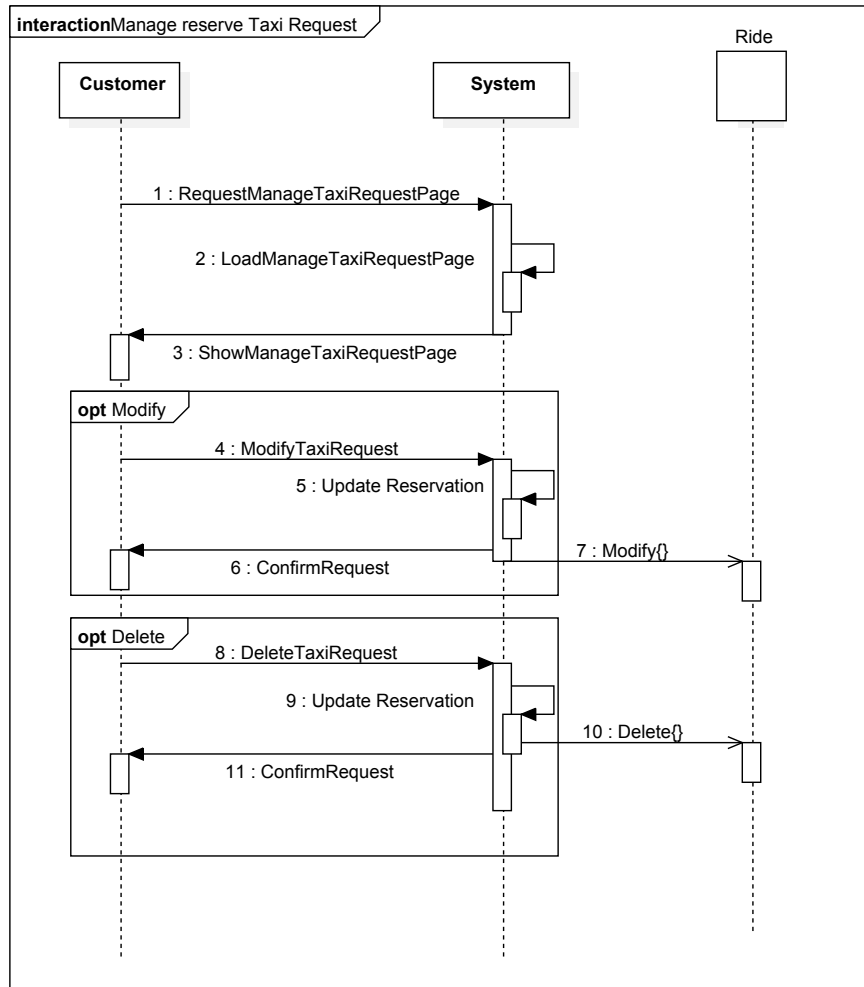 interactionManage reserve Taxi Request
Ride
Customer
System
1 : RequestManageTaxiRequestPage
2 : LoadManageTaxiRequestPage
3 : ShowManageTaxiRequestPage
opt Modify
4 : ModifyTaxiRequest
5 : Update Reservation
6 : ConfirmRequest
7 : Modify{}
opt Delete
8 : DeleteTaxiRequest
9 : Update Reservation
10 : Delete{}
11 : ConfirmRequest